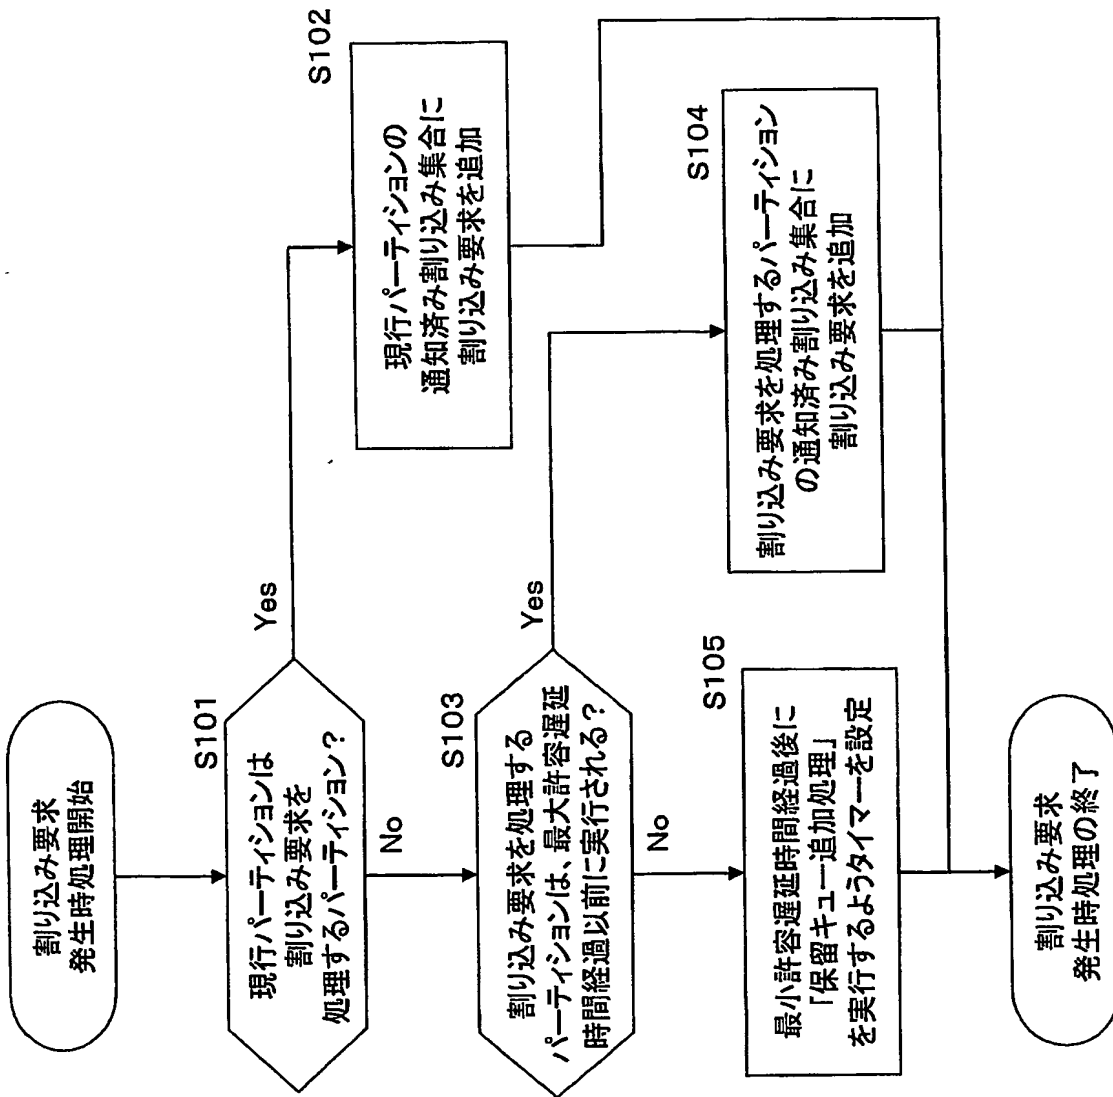 割り込み要求
発生時処理開始
S101
現行パーティションは
割り込み要求を
処理するパーティション？
Yes
No
S102
現行パーティションの
通知済み割り込み集合に
割り込み要求を追加
S103
割り込み要求を処理する
パーティションは、最大許容遅延
時間経過以前に実行される？
Yes
No
S104
割り込み要求を処理するパーティション
の通知済み割り込み集合に
割り込み要求を追加
S105
最小許容遅延時間経過後に
「保留キュー追加処理」
を実行するようタイマーを設定
割り込み要求
発生時処理の終了